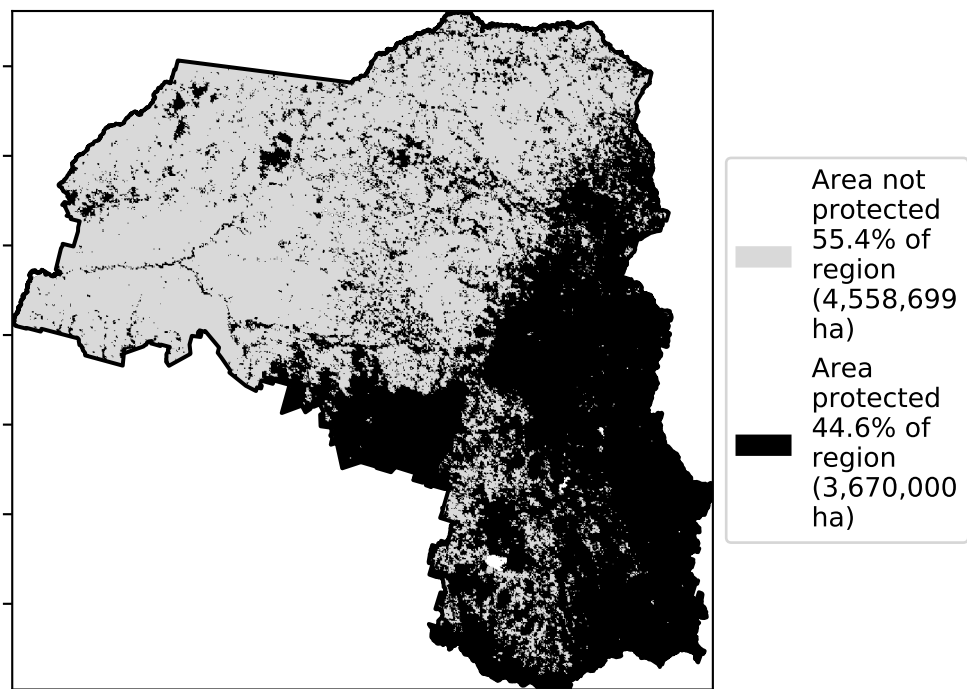 Area not
protected
55.4% of
region
(4,558,699
ha)
Area
protected
44.6% of
region
(3,670,000
ha)